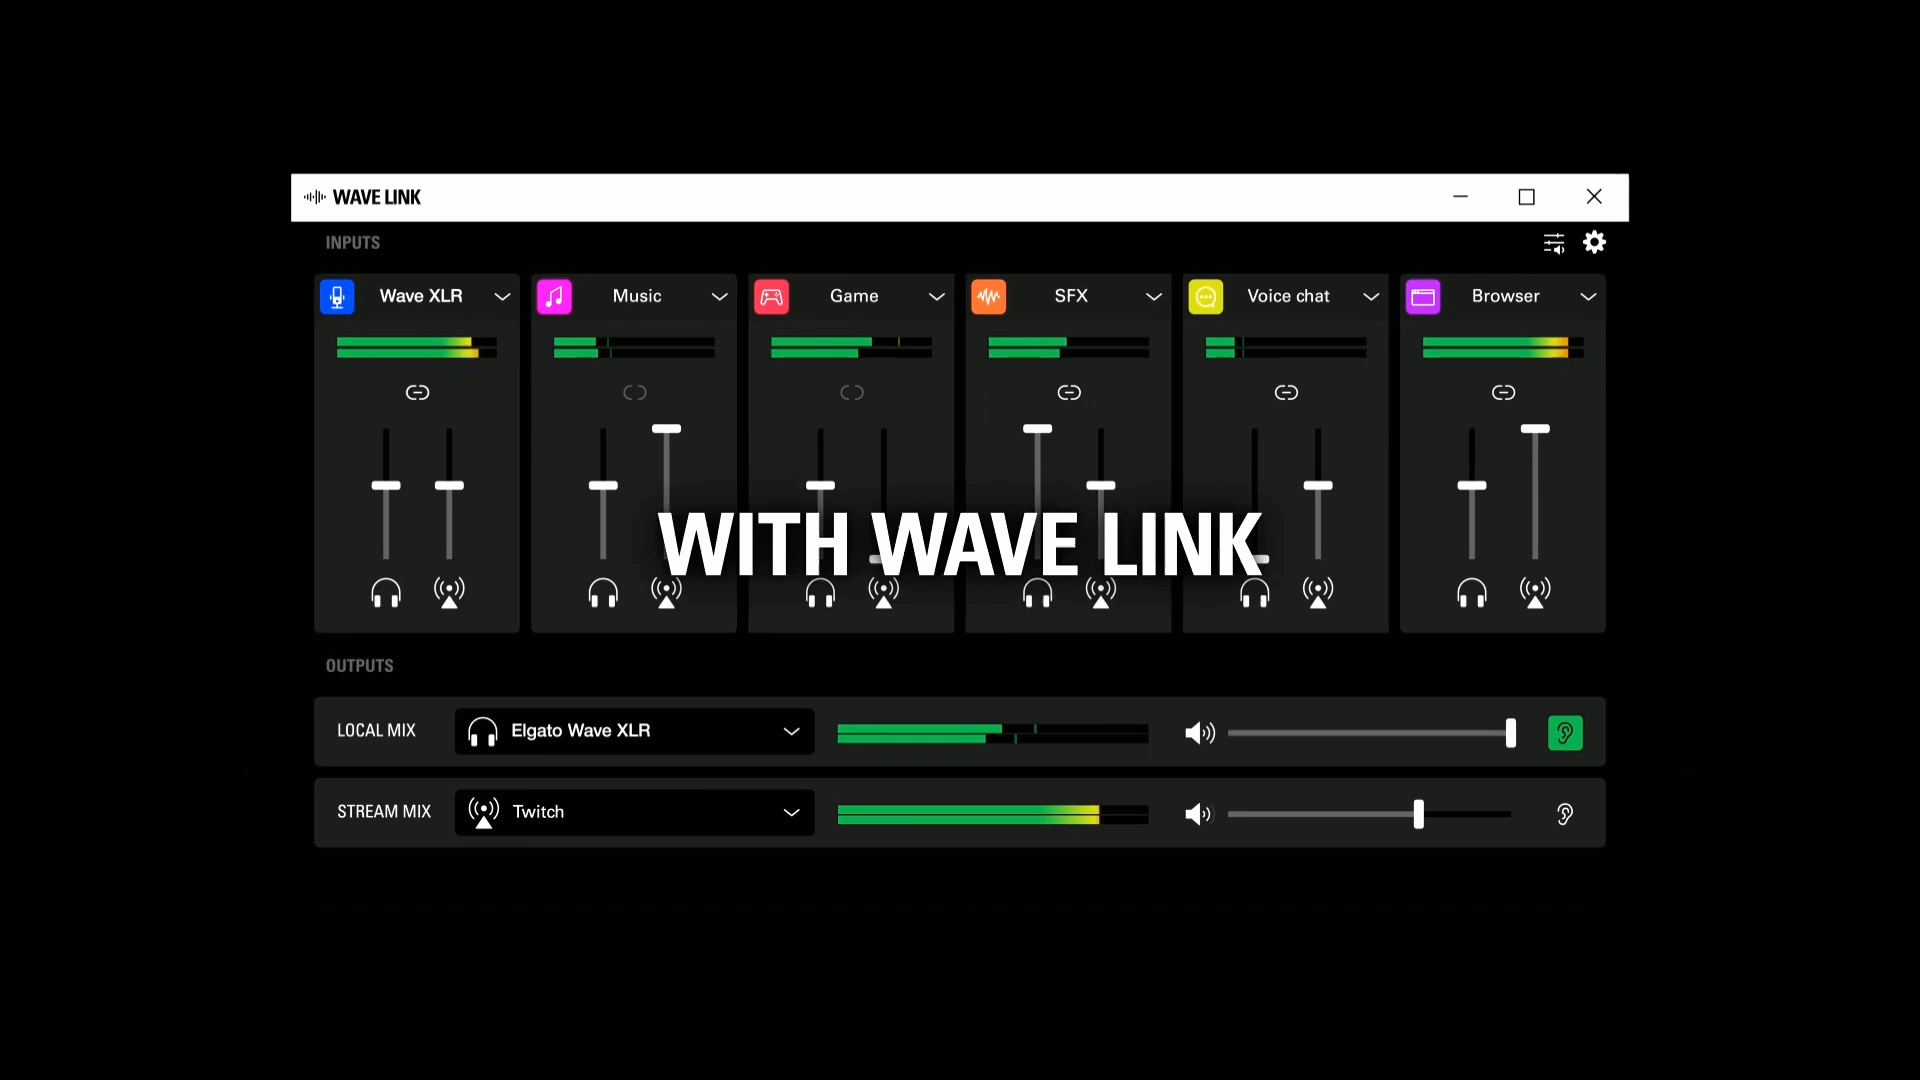 WAVE LINK
INPUTS
Wave XLR
Music
Game
SFX
Voice chat
Browser
WITH WAVE LINK
OUTPUTS
LOCAL MIX
Elgato Wave XLR
STREAM MIX
Twitch